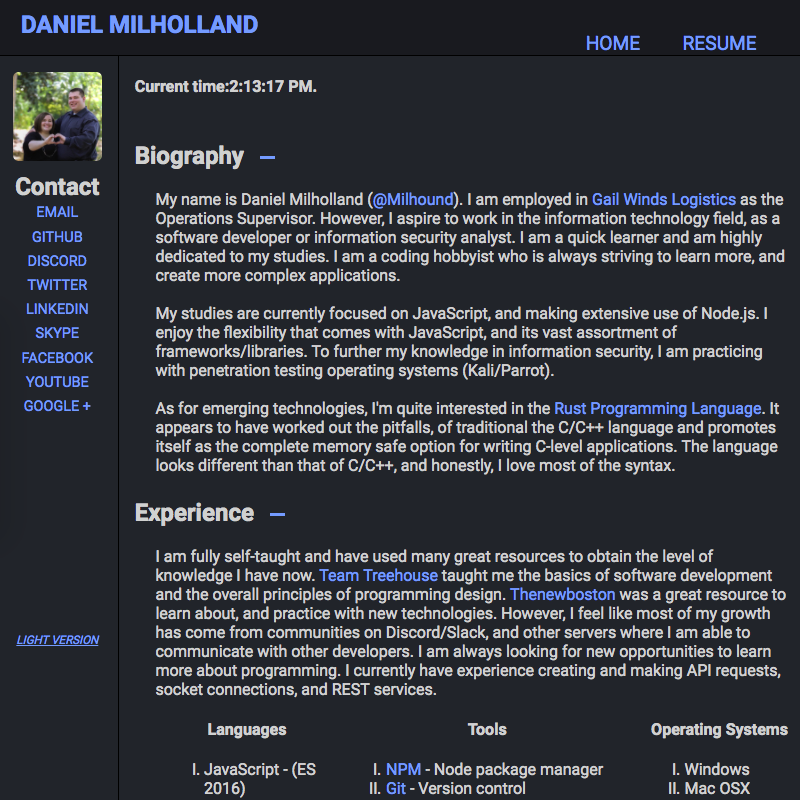 DANIEL MILHOLLAND
HOME RESUME
Contact
EMAIL
GITHUB
DISCORD
TWITTER
LINKEDIN
SKYPE
FACEBOOK
YOUTUBE
GOOGLE +
LIGHT VERSION
Current time:2:13:17 PM.
Biography –
My name is Daniel Milholland (@Milhound). I am employed in Gail Winds Logistics as the
Operations Supervisor. However, I aspire to work in the information technology field, as a
software developer or information security analyst. I am a quick learner and am highly
dedicated to my studies. I am a coding hobbyist who is always striving to learn more, and
create more complex applications.
My studies are currently focused on JavaScript, and making extensive use of Node.js. I
enjoy the flexibility that comes with JavaScript, and its vast assortment of
frameworks/libraries. To further my knowledge in information security, I am practicing
with penetration testing operating systems (Kali/Parrot).
As for emerging technologies, I'm quite interested in the Rust Programming Language. It
appears to have worked out the pitfalls, of traditional the C/C++ language and promotes
itself as the complete memory safe option for writing C-level applications. The language
looks different than that of C/C++, and honestly, I love most of the syntax.
Experience –
I am fully self-taught and have used many great resources to obtain the level of
knowledge I have now. Team Treehouse taught me the basics of software development
and the overall principles of programming design. Thenewboston was a great resource to
learn about, and practice with new technologies. However, I feel like most of my growth
has come from communities on Discord/Slack, and other servers where I am able to
communicate with other developers. I am always looking for new opportunities to learn
more about programming. I currently have experience creating and making API requests,
socket connections, and REST services.
Languages
I. JavaScript - (ES
2016)
Tools
I. NPM - Node package manager
II. Git - Version control
Operating Systems
I. Windows
II. Mac OSX